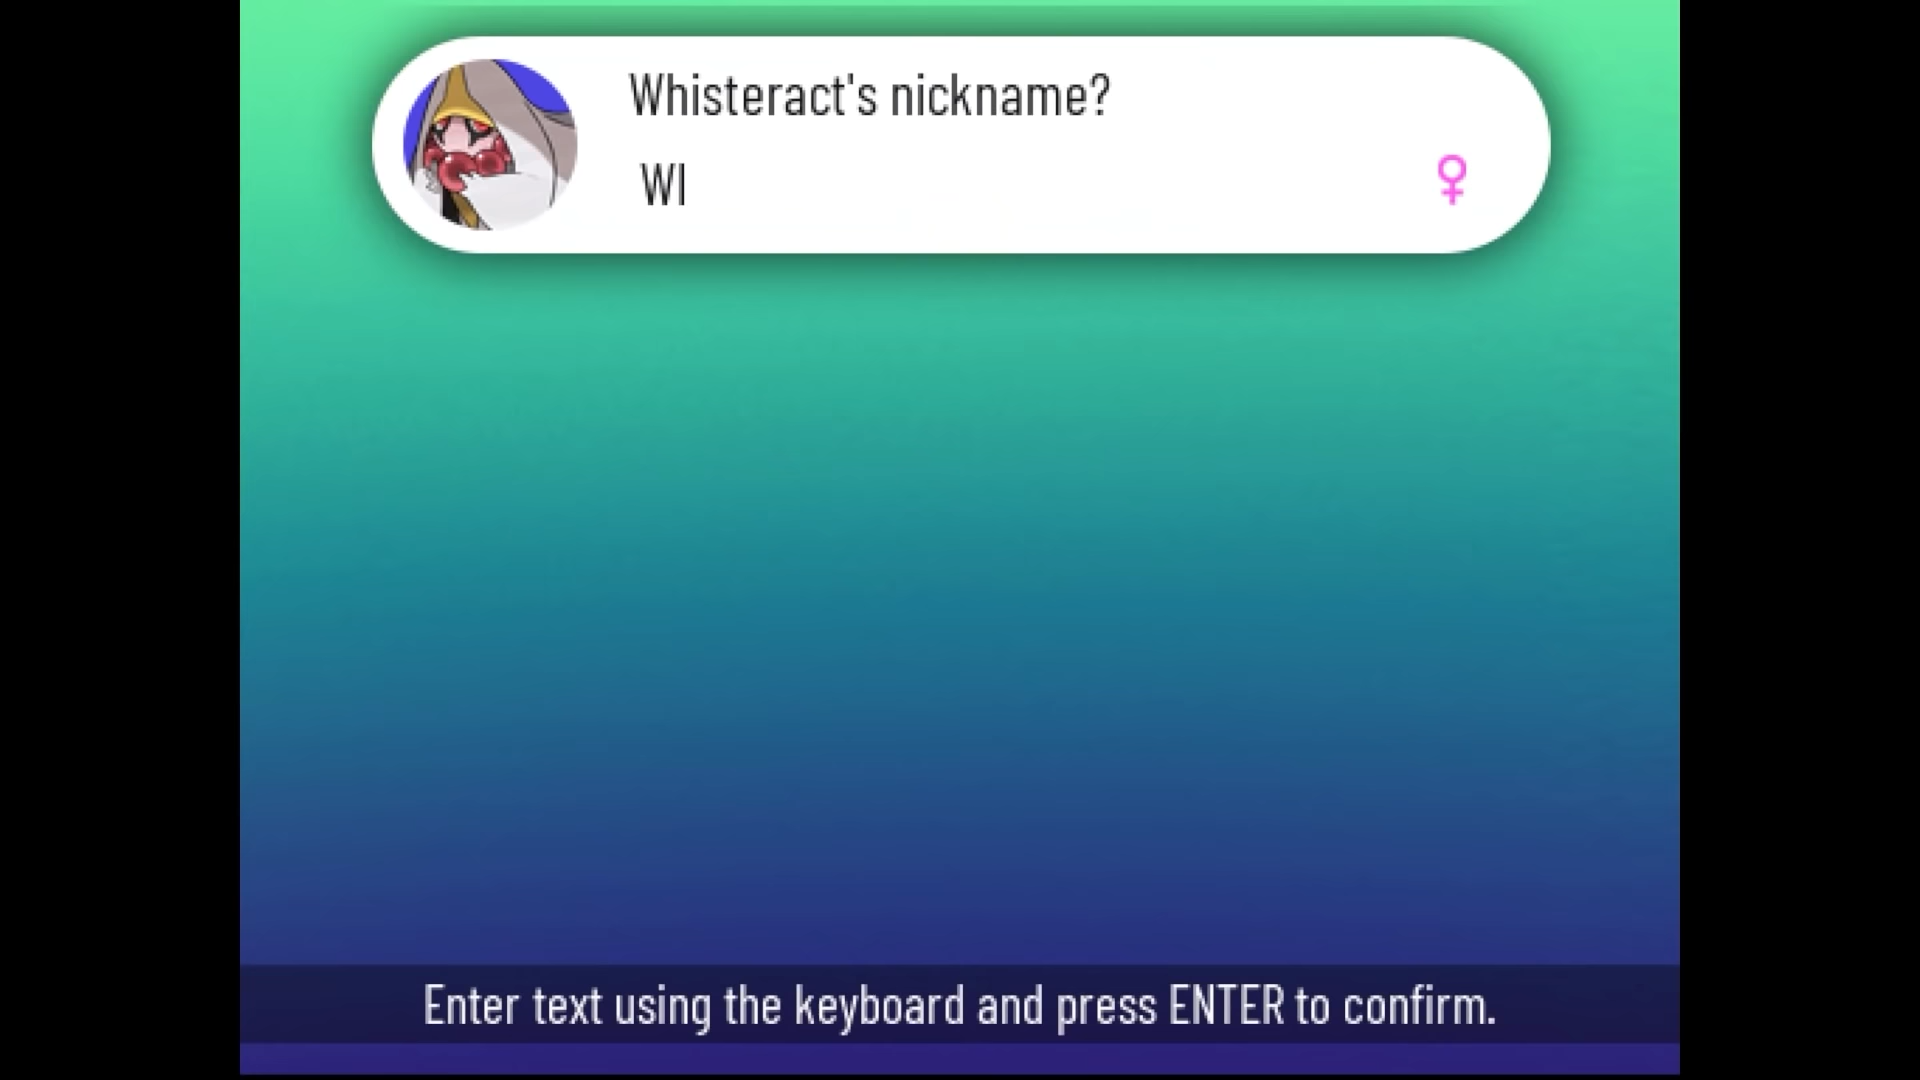 Whisteract's nickname?
WI
♀
Enter text using the keyboard and press ENTER to confirm.